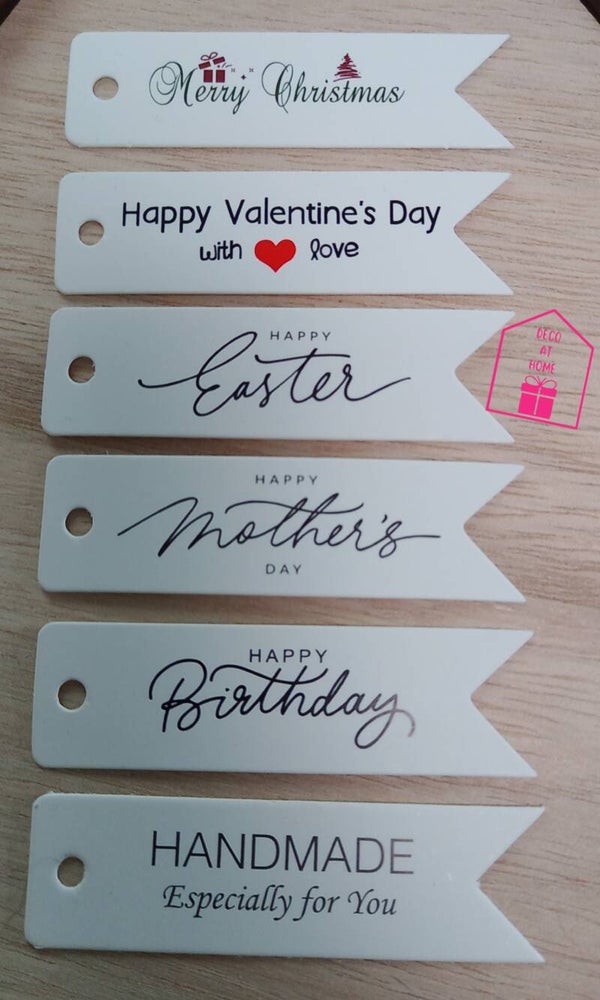 Merry Christmas
Happy Valentine's Day
with love
HAPPY
Easter
DECO
AT
HOME
HAPPY
Mother's
DAY
HAPPY
Birthday
HANDMADE
Especially for You